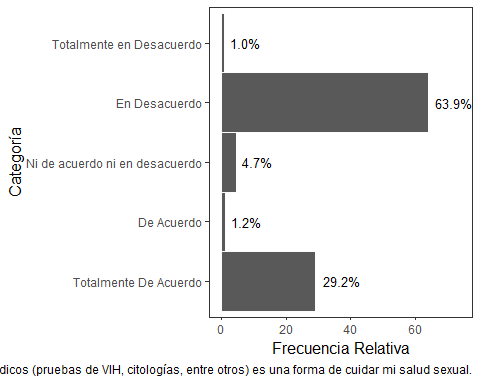 Totalmente en Desacuerdo
1.0%
En Desacuerdo
63.9%
Ni de acuerdo ni en desacuerdo
4.7%
De Acuerdo
1.2%
Totalmente De Acuerdo
29.2%
Categoría
0 20 40 60
Frecuencia Relativa
dicos (pruebas de VIH, citologías, entre otros) es una forma de cuidar mi salud sexual.